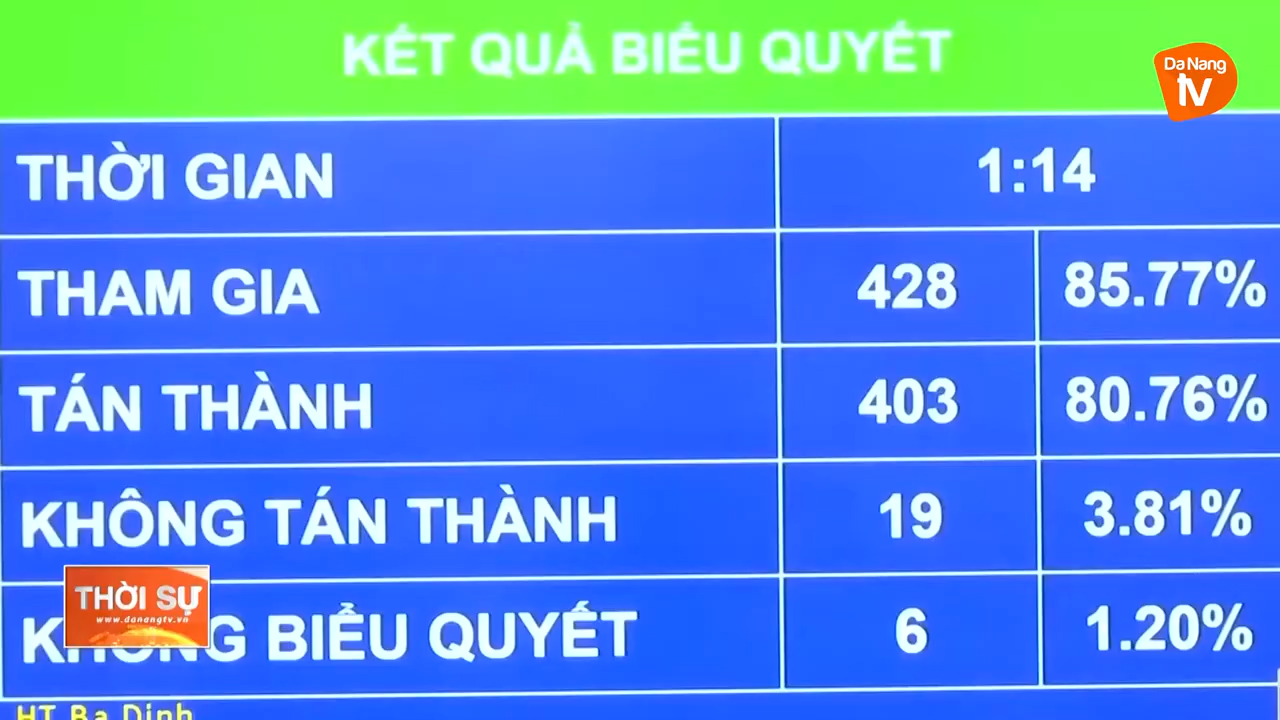 KẾT QUẢ BIỂU QUYẾT
Da Nang
tv
THỜI GIAN 1:14
THAM GIA 428 85.77%
TÁN THÀNH 403 80.76%
KHÔNG TÁN THÀNH 19 3.81%
THỜI SỰ
www.danangtv.vn
KHÔNG BIỂU QUYẾT 6 1.20%
HT Ba Dinh